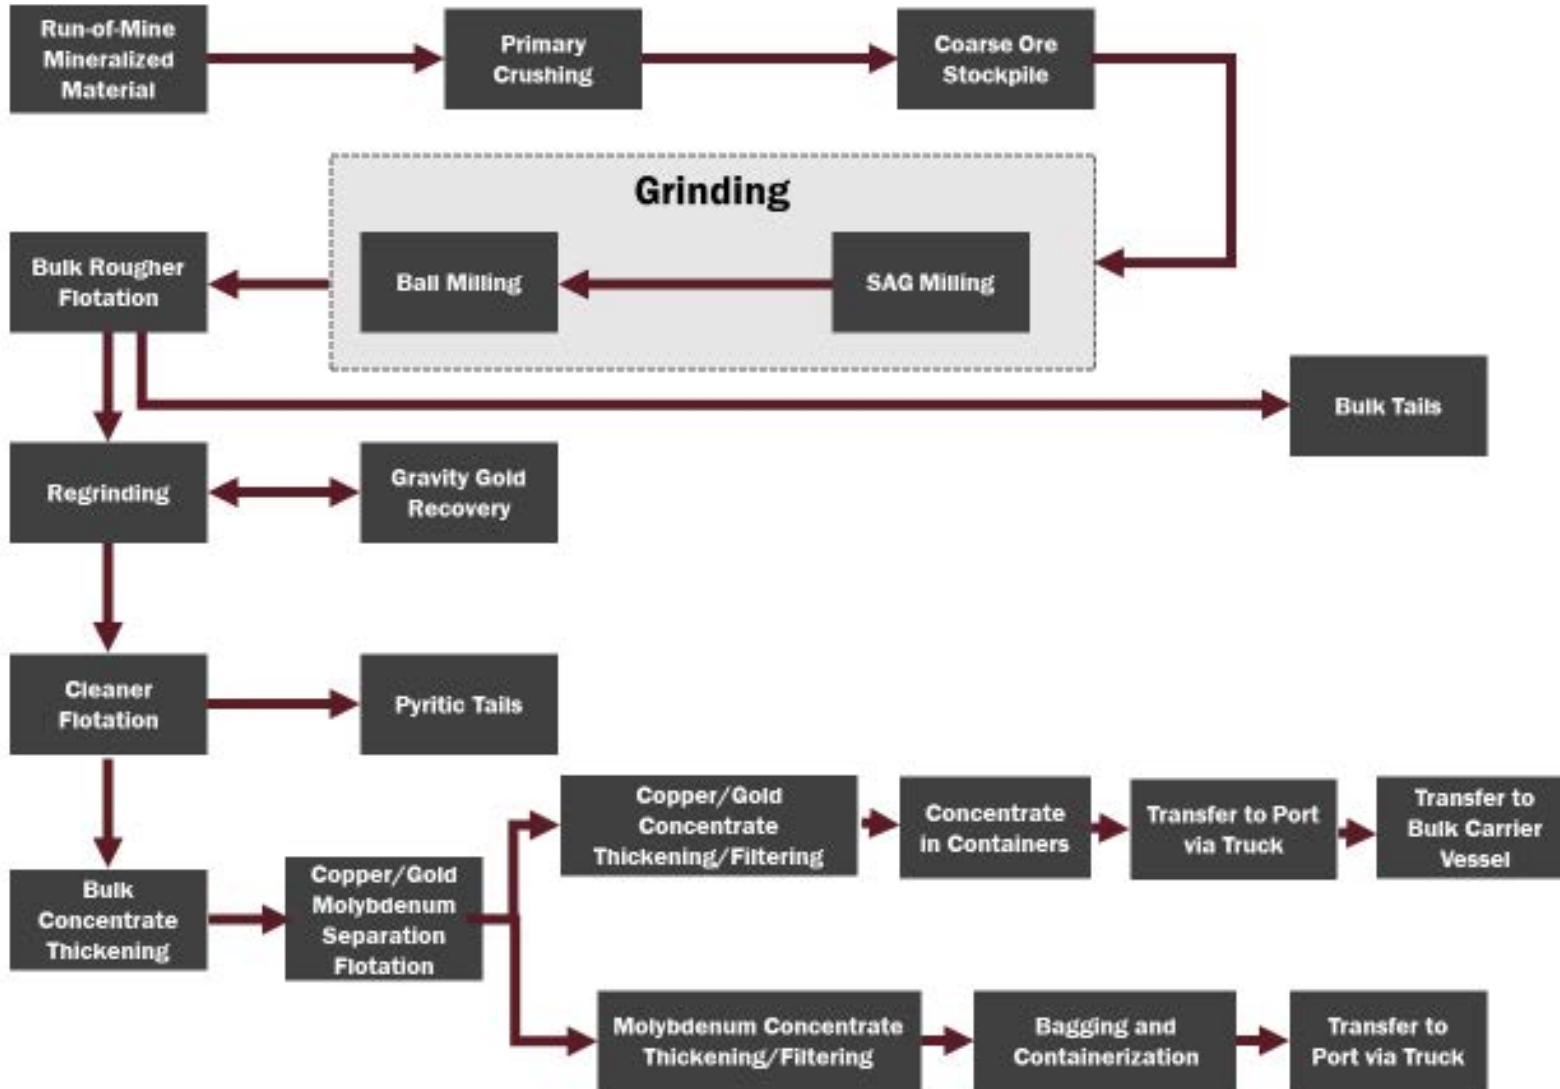 Run-of-Mine
Mineralized
Material
Primary
Crushing
Coarse Ore
Stockpile
Grinding
Bulk Rougher
Flotation
Ball Milling
SAG Milling
Bulk Tails
Regrinding
Gravity Gold
Recovery
Cleaner
Flotation
Pyritic Tails
Copper/Gold
Concentrate
Thickening/Filtering
Concentrate
in Containers
Transfer to Port
via Truck
Transfer to
Bulk Carrier
Vessel
Bulk
Concentrate
Thickening
Copper/Gold
Molybdenum
Separation
Flotation
Molybdenum Concentrate
Thickening/Filtering
Bagging and
Containerization
Transfer to
Port via Truck